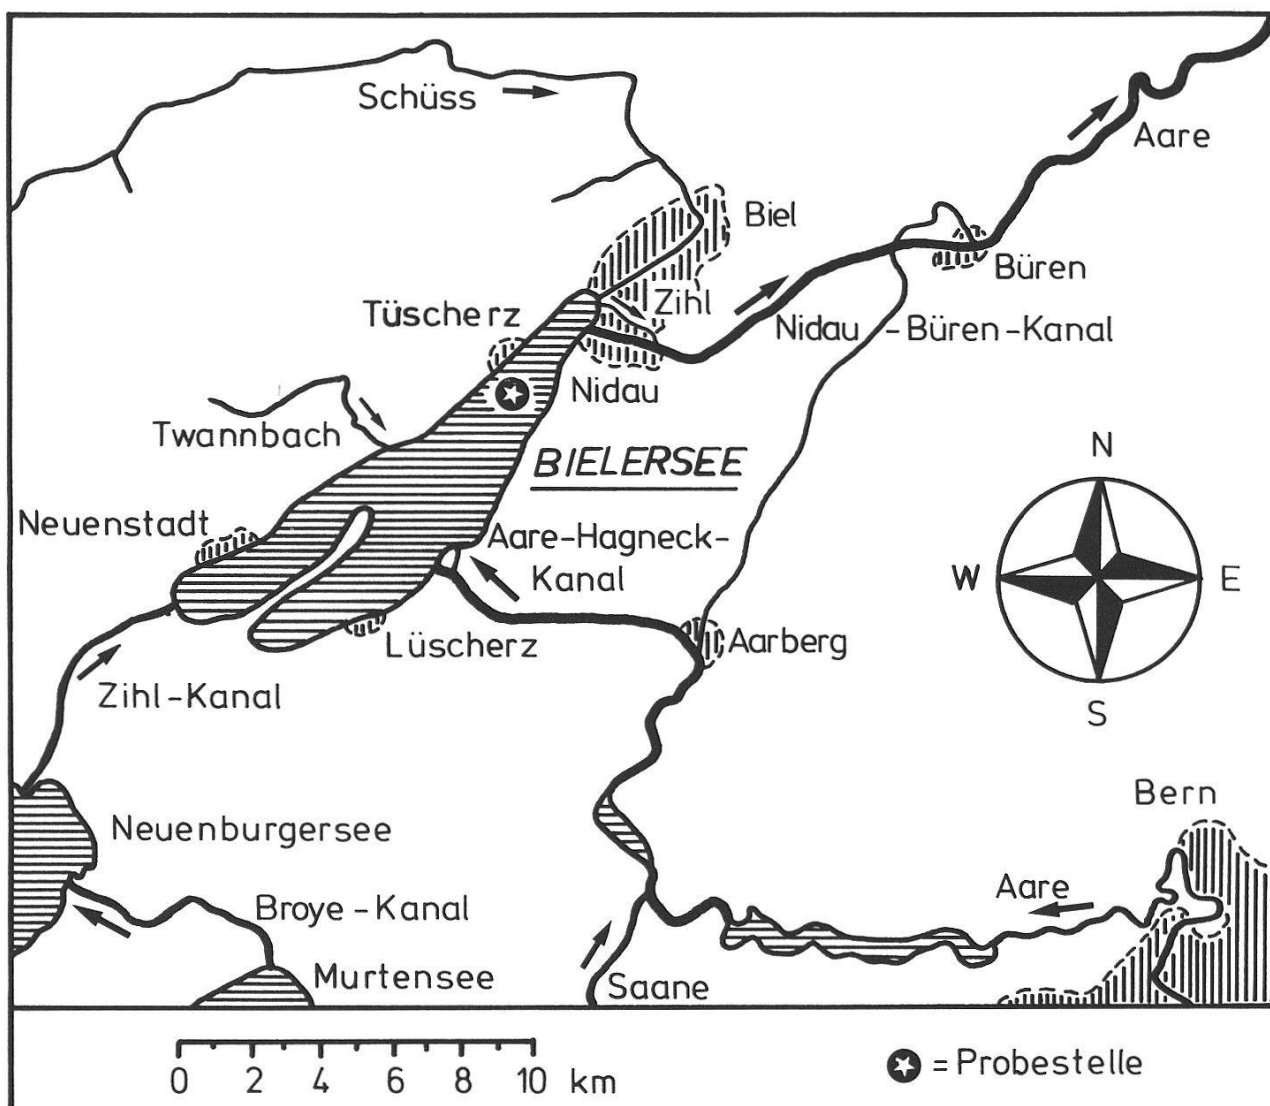 Schüss
Aare
Biel
Büren
Zihl
Tüscherz
Nidau-Büren-Kanal
Nidau
Twannbach
BIELERSEE
N
Neuenstadt
Aare-Hagneck-
Kanal
W
E
Lüscherz
Aarberg
Zihl-Kanal
S
Bern
Neuenburgersee
Aare
Broye-Kanal
Murtensee
Saane
0 2 4 6 8 10 km
= Probestelle